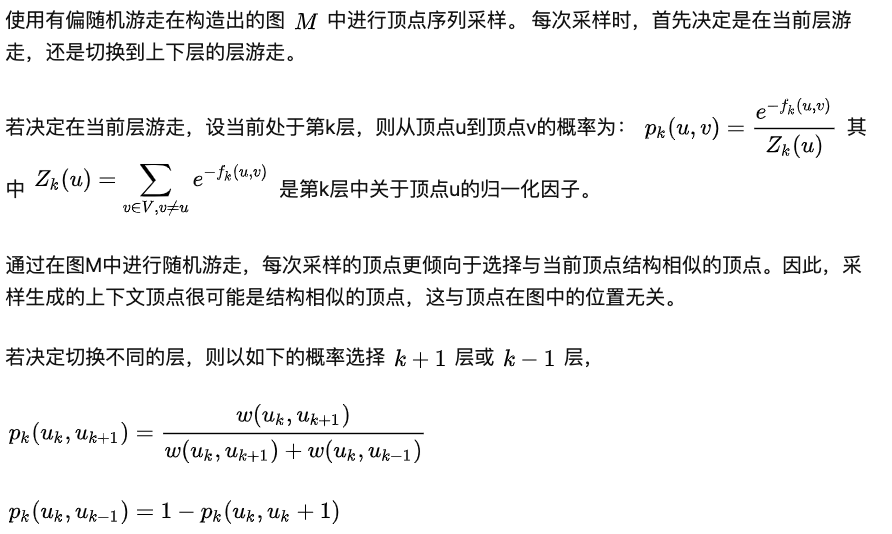 使用有偏随机游走在构造出的图 M 中进行顶点序列采样。 每次采样时，首先决定是在当前层游
走，还是切换到上下层的层游走。
若决定在当前层游走，设当前处于第k层，则从顶点u到顶点v的概率为： p_k(u, v) = \frac{e^{-f_k(u,v)}}{Z_k(u)} 其
中 Z_k(u) = \sum_{v \in V, v \neq u} e^{-f_k(u,v)} 是第k层中关于顶点u的归一化因子。
通过在图M中进行随机游走，每次采样的顶点更倾向于选择与当前顶点结构相似的顶点。因此，采
样生成的上下文顶点很可能是结构相似的顶点，这与顶点在图中的位置无关。
若决定切换不同的层，则以如下的概率选择 k + 1 层或 k − 1 层，
p_k(u_k, u_{k+1}) = \frac{w(u_k, u_{k+1})}{w(u_k, u_{k+1}) + w(u_k, u_{k-1})}
p_k(u_k, u_{k-1}) = 1 − p_k(u_k, u_k + 1)